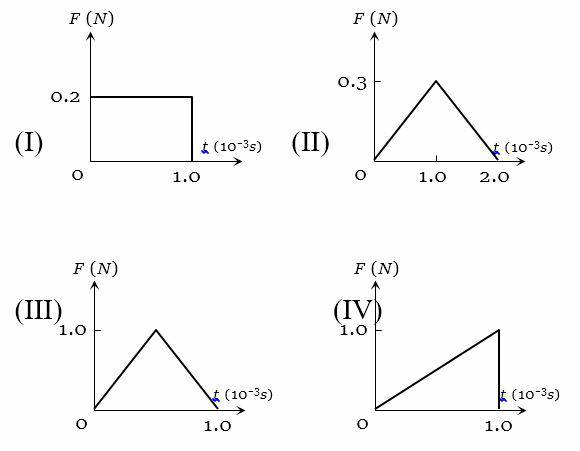 F (N)
0.2
(I)
t (10⁻³s)
0
1.0
F (N)
0.3
(II)
t (10⁻³s)
0
1.0
2.0
F (N)
(III)
1.0
t (10⁻³s)
0
1.0
F (N)
(IV)
1.0
t (10⁻³s)
0
1.0